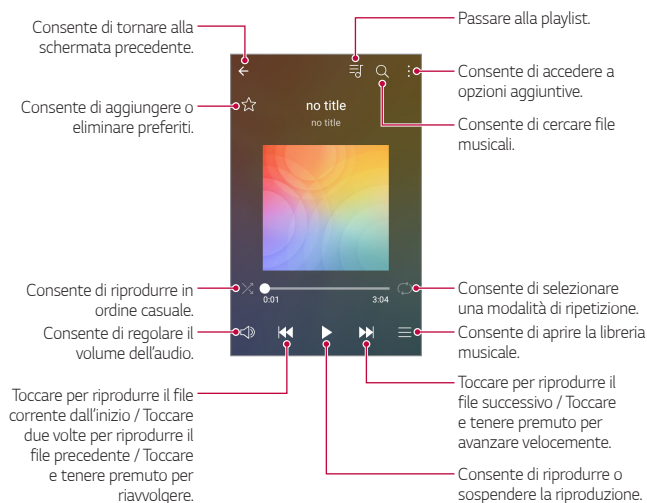 Consente di tornare alla
schermata precedente.
Consente di aggiungere o
eliminare preferiti.
Consente di riprodurre in
ordine casuale.
Consente di regolare il
volume dell'audio.
Toccare per riprodurre il file
corrente dall'inizio / Toccare
due volte per riprodurre il
file precedente / Toccare
e tenere premuto per
riavvolgere.
no title
no title
0:01
3:04
Passare alla playlist.
Consente di accedere a
opzioni aggiuntive.
Consente di cercare file
musicali.
Consente di selezionare
una modalità di ripetizione.
Consente di aprire la libreria
musicale.
Toccare per riprodurre il
file successivo / Toccare
e tenere premuto per
avanzare velocemente.
Consente di riprodurre o
sospendere la riproduzione.